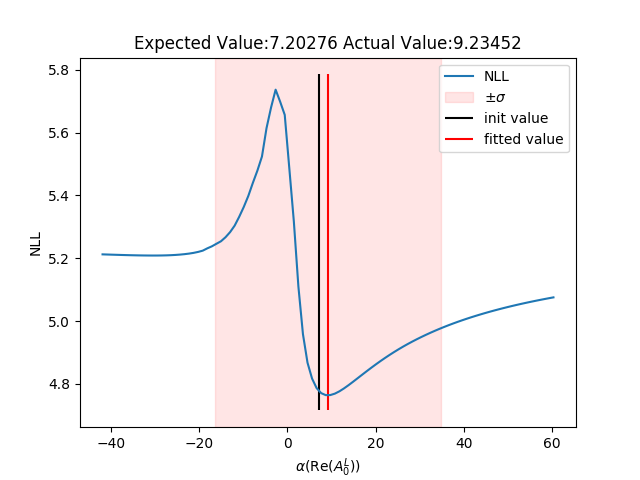 Expected Value:7.20276 Actual Value:9.23452
NLL
±σ
init value
fitted value
5.8
5.6
5.4
5.2
5.0
4.8
NLL
−40
−20
0
20
40
60
α(Re(A_0^L))